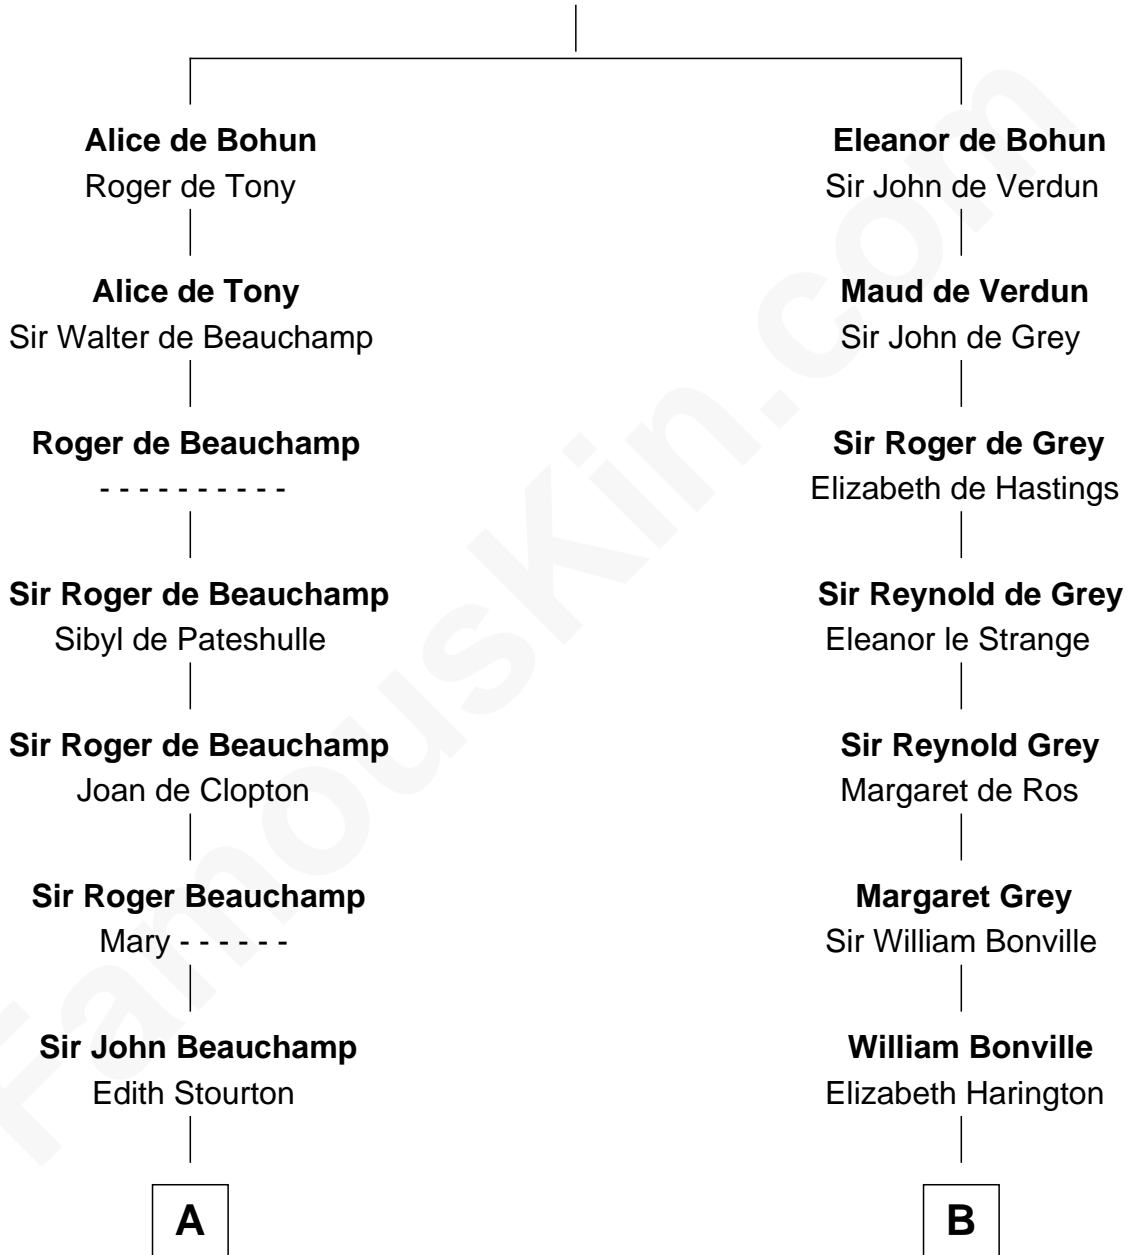 Alice de Bohun
Roger de Tony
Alice de Tony
Sir Walter de Beauchamp
Roger de Beauchamp
- - - - - - - - - -
Sir Roger de Beauchamp
Sibyl de Pateshulle
Sir Roger de Beauchamp
Joan de Clopton
Sir Roger Beauchamp
Mary - - - - - -
Sir John Beauchamp
Edith Stourton
A
Eleanor de Bohun
Sir John de Verdun
Maud de Verdun
Sir John de Grey
Sir Roger de Grey
Elizabeth de Hastings
Sir Reynold de Grey
Eleanor le Strange
Sir Reynold Grey
Margaret de Ros
Margaret Grey
Sir William Bonville
William Bonville
Elizabeth Harington
B
FamousKin.com